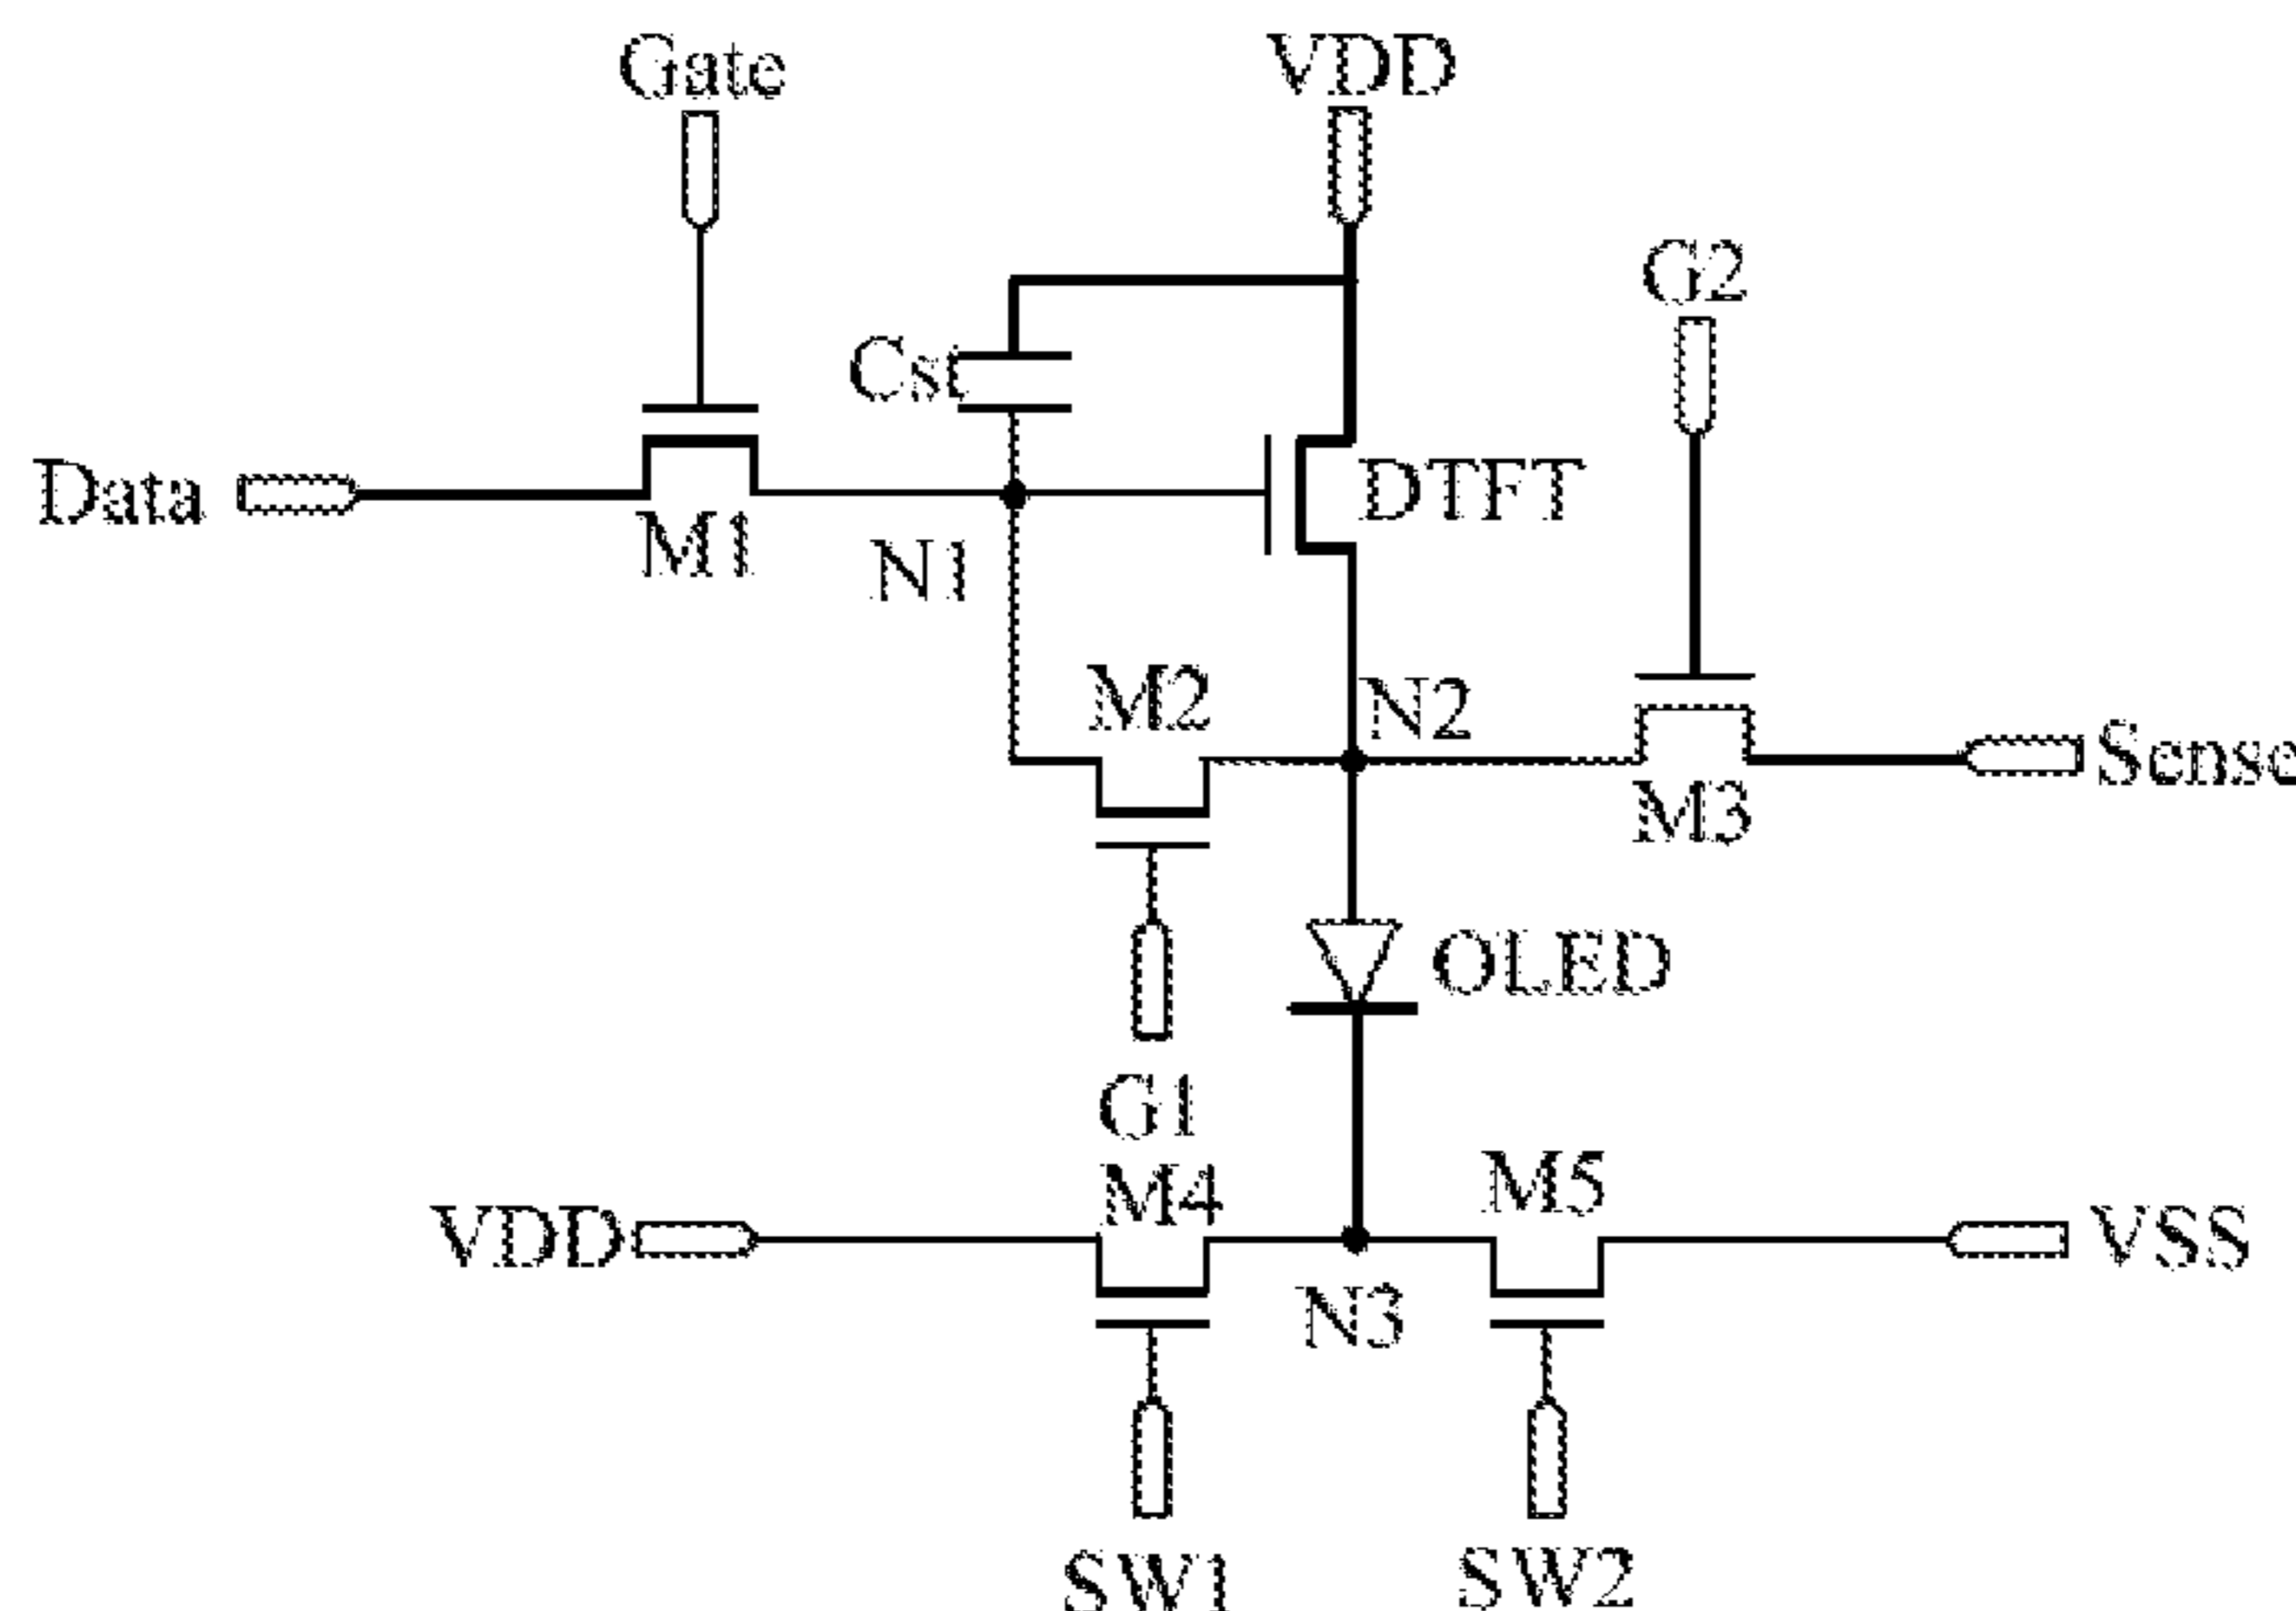 Gate
VDD
G2
Cst
Data
DTFT
M1
N1
M2
N2
Sense
M3
OLED
G1
M4
M5
VDD
VSS
N3
SW1
SW2